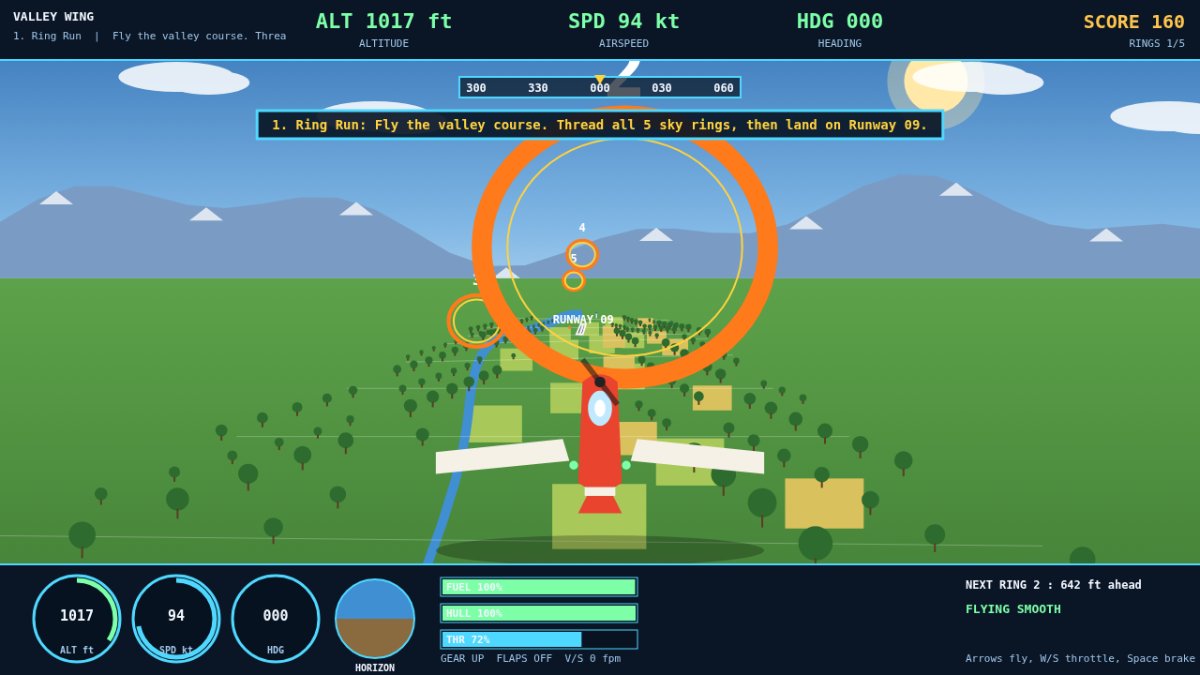 VALLEY WING
1. Ring Run | Fly the valley course. Threa
ALT 1017 ft
ALTITUDE
SPD 94 kt
AIRSPEED
HDG 000
HEADING
SCORE 160
RINGS 1/5
2
300 330 000 030 060
1. Ring Run: Fly the valley course. Thread all 5 sky rings, then land on Runway 09.
4
5
3
RUNWAY 09
1017
ALT ft
94
SPD kt
000
HDG
HORIZON
FUEL 100%
HULL 100%
THR 72%
GEAR UP FLAPS OFF V/S 0 fpm
NEXT RING 2 : 642 ft ahead
FLYING SMOOTH
Arrows fly, W/S throttle, Space brake